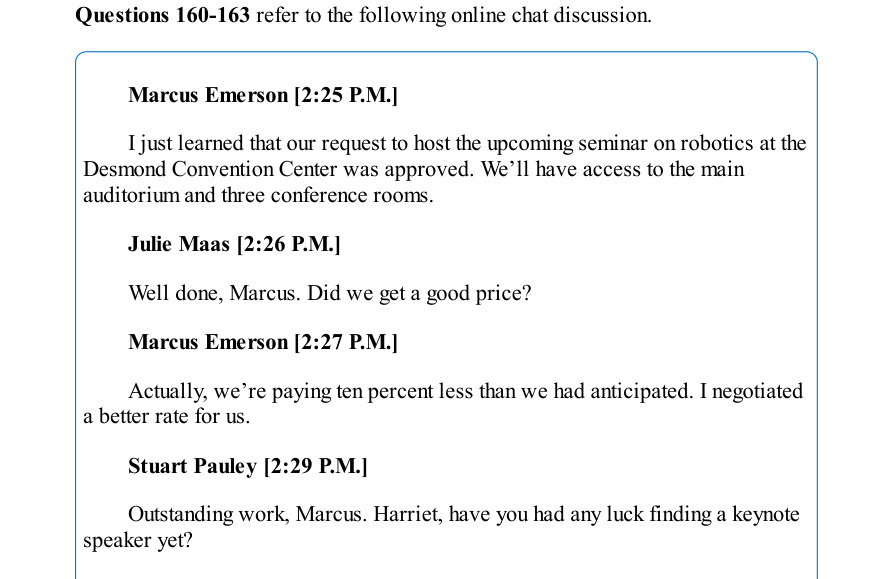 Questions 160-163 refer to the following online chat discussion.
Marcus Emerson [2:25 P.M.]
I just learned that our request to host the upcoming seminar on robotics at the
Desmond Convention Center was approved. We’ll have access to the main
auditorium and three conference rooms.
Julie Maas [2:26 P.M.]
Well done, Marcus. Did we get a good price?
Marcus Emerson [2:27 P.M.]
Actually, we’re paying ten percent less than we had anticipated. I negotiated
a better rate for us.
Stuart Pauley [2:29 P.M.]
Outstanding work, Marcus. Harriet, have you had any luck finding a keynote
speaker yet?